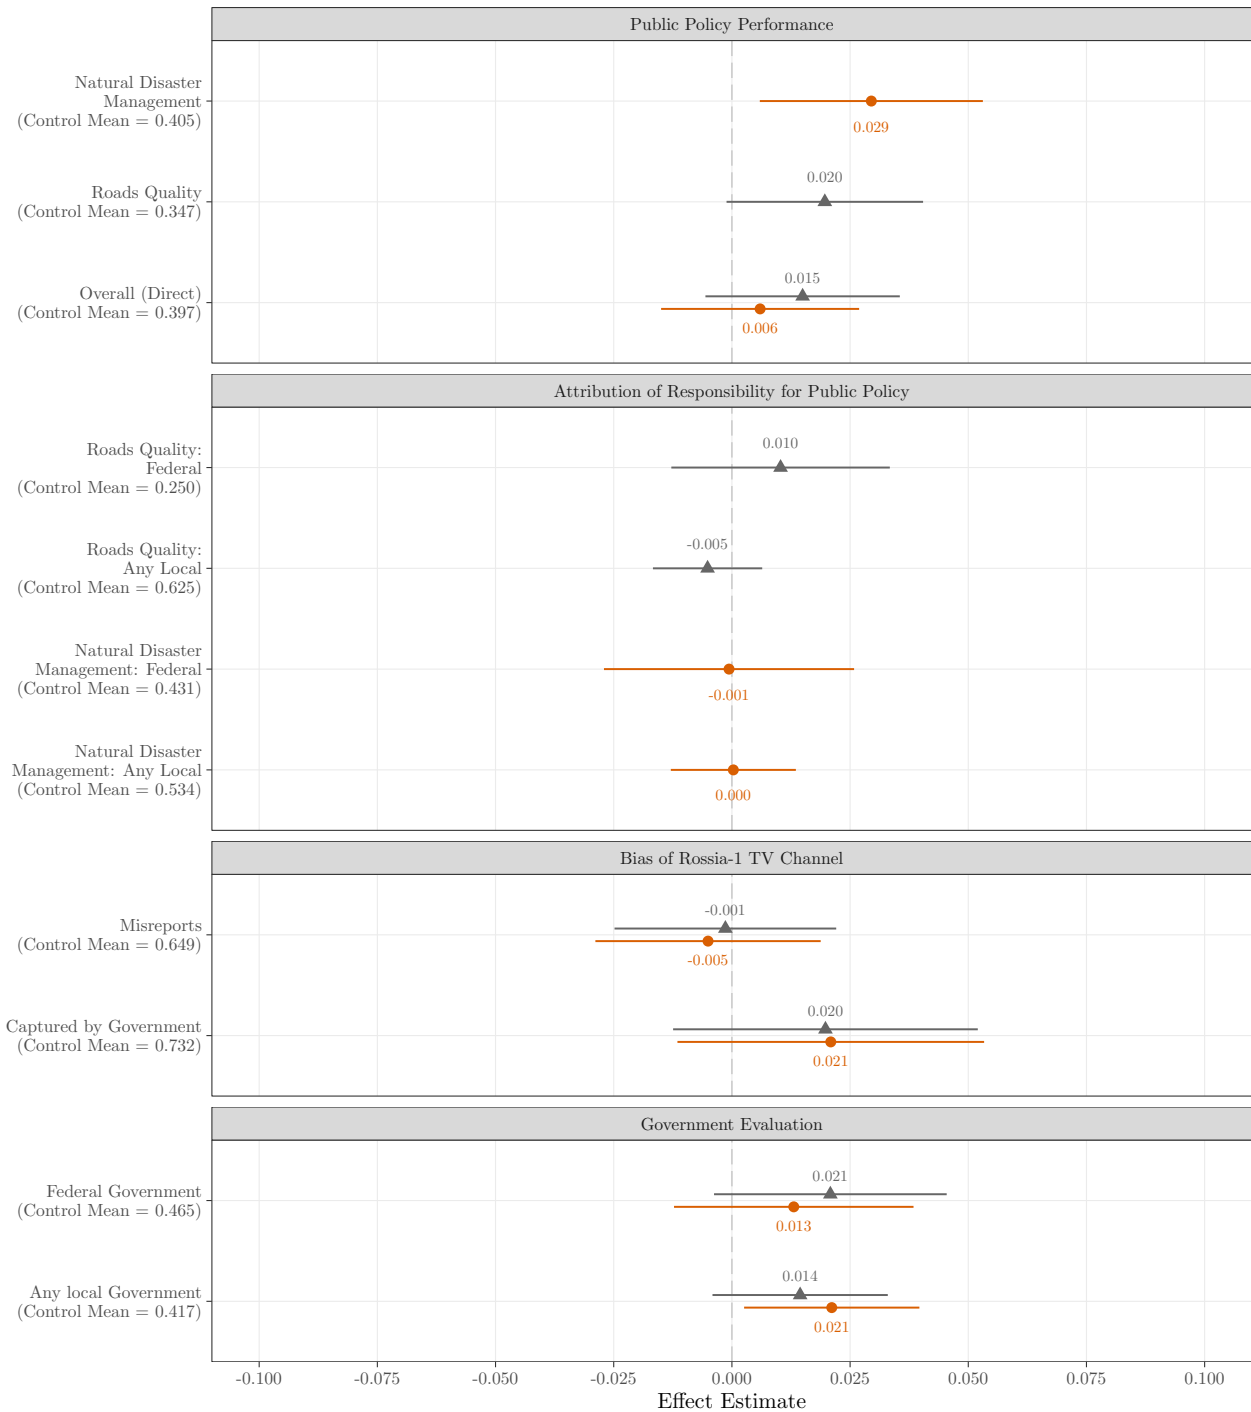 Public Policy Performance
Natural Disaster
Management
(Control Mean = 0.405)
0.029
Roads Quality
(Control Mean = 0.347)
0.020
Overall (Direct)
(Control Mean = 0.397)
0.015
0.006
Attribution of Responsibility for Public Policy
Roads Quality:
Federal
(Control Mean = 0.250)
0.010
Roads Quality:
Any Local
(Control Mean = 0.625)
-0.005
Natural Disaster
Management: Federal
(Control Mean = 0.431)
-0.001
Natural Disaster
Management: Any Local
(Control Mean = 0.534)
0.000
Bias of Rossia-1 TV Channel
Misreports
(Control Mean = 0.649)
-0.001
-0.005
Captured by Government
(Control Mean = 0.732)
0.020
0.021
Government Evaluation
Federal Government
(Control Mean = 0.465)
0.021
0.013
Any local Government
(Control Mean = 0.417)
0.014
0.021
-0.100 -0.075 -0.050 -0.025 0.000 0.025 0.050 0.075 0.100
Effect Estimate